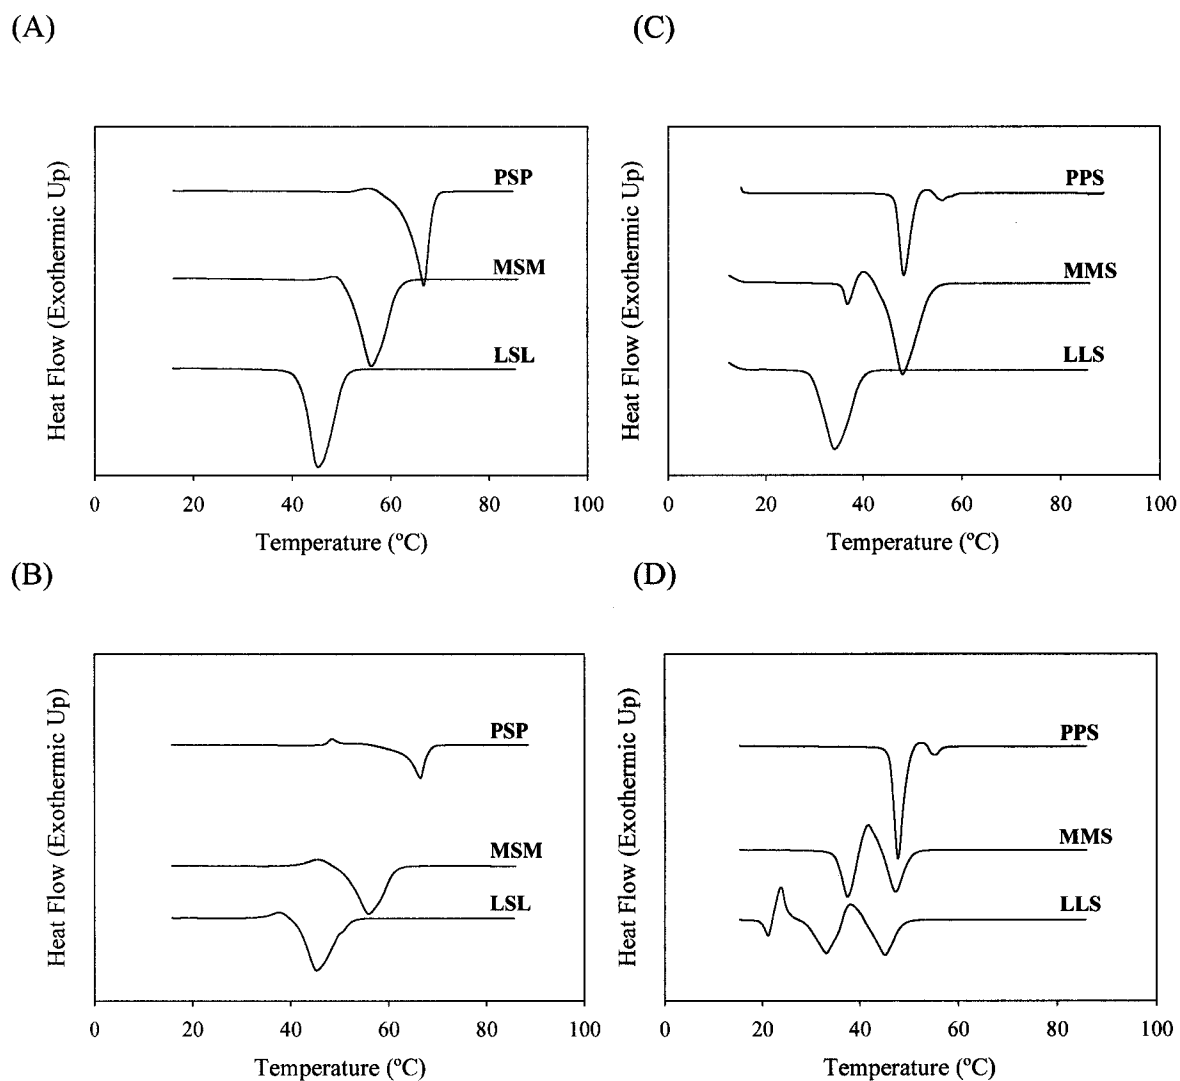 (A)
Heat Flow (Exothermic Up)
PSP
MSM
LSL
0 20 40 60 80 100
Temperature (ºC)
(C)
Heat Flow (Exothermic Up)
PPS
MMS
LLS
0 20 40 60 80 100
Temperature (ºC)
(B)
Heat Flow (Exothermic Up)
PSP
MSM
LSL
0 20 40 60 80 100
Temperature (ºC)
(D)
Heat Flow (Exothermic Up)
PPS
MMS
LLS
0 20 40 60 80 100
Temperature (ºC)